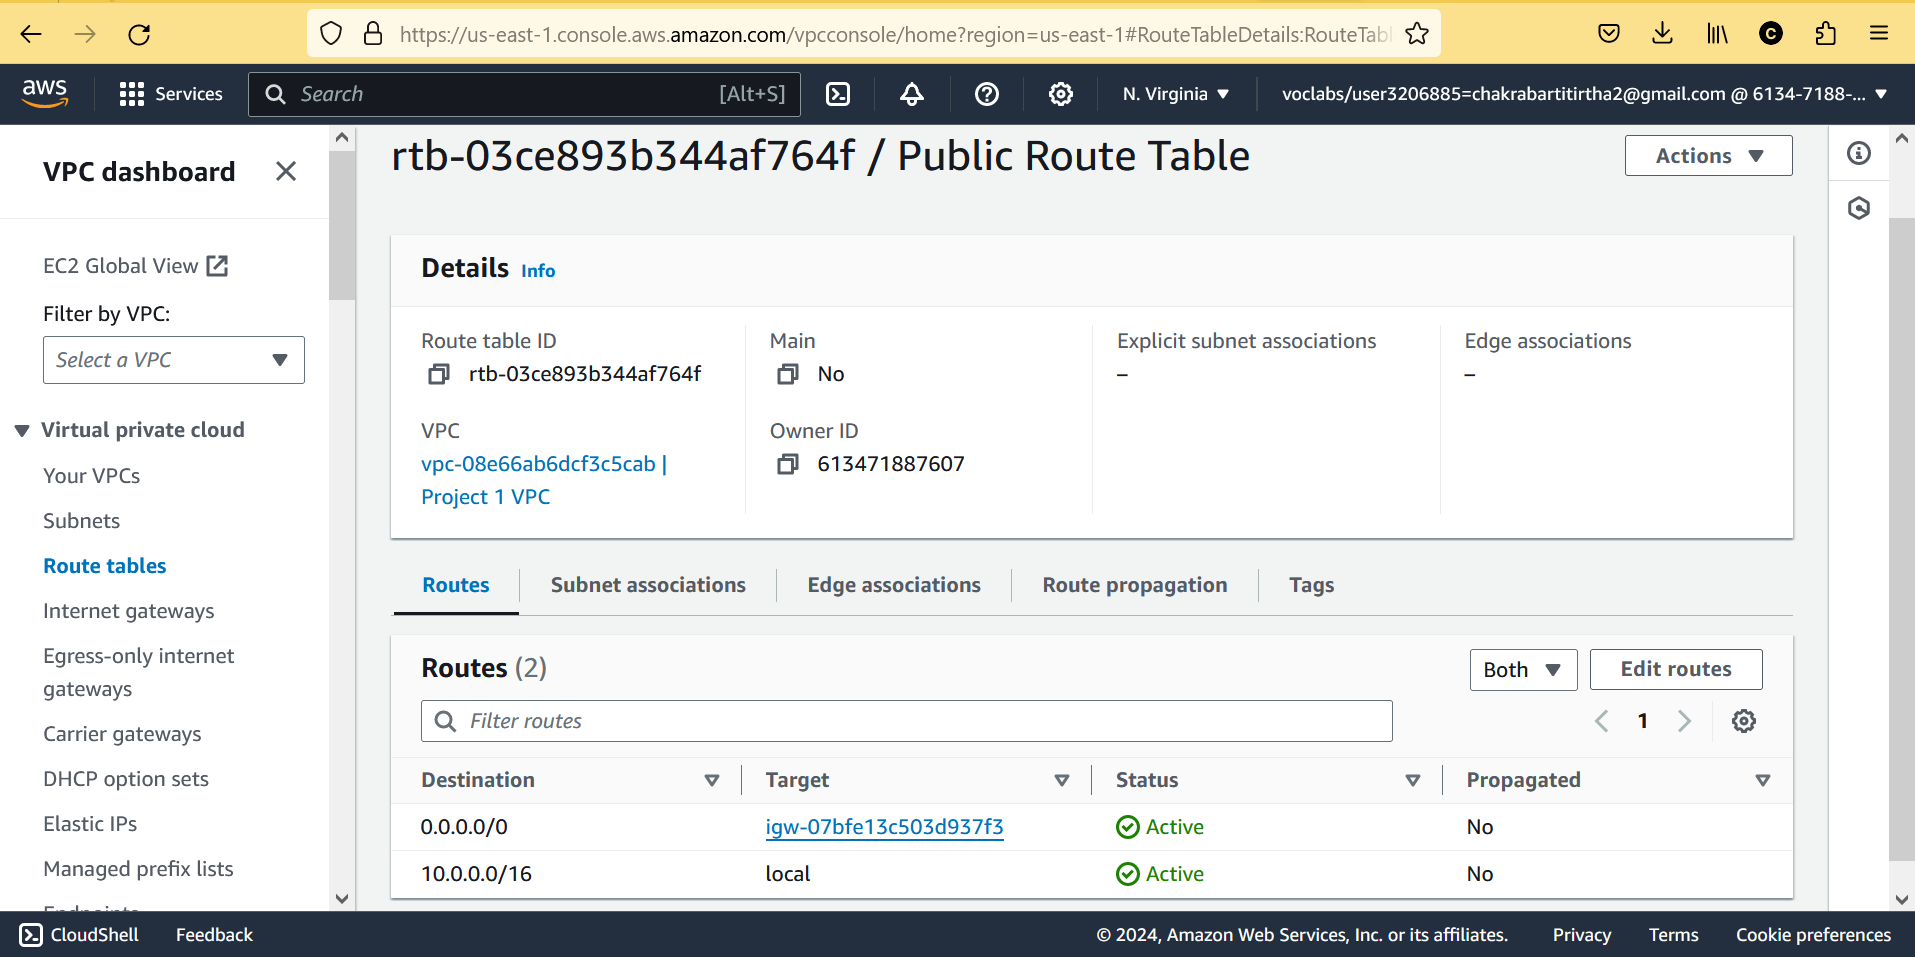 https://us-east-1.console.aws.amazon.com/vpcconsole/home?region=us-east-1#RouteTableDetails:RouteTabl
C
aws
Services
Search
[Alt+S]
N. Virginia
voclabs/user3206885=chakrabartitirtha2@gmail.com @ 6134-7188-...
VPC dashboard
EC2 Global View
Filter by VPC:
Select a VPC
Virtual private cloud
Your VPCs
Subnets
Route tables
Internet gateways
Egress-only internet
gateways
Carrier gateways
DHCP option sets
Elastic IPs
Managed prefix lists
Endpoints
rtb-03ce893b344af764f / Public Route Table
Actions
Details Info
Route table ID
rtb-03ce893b344af764f
Main
No
Explicit subnet associations
–
Edge associations
–
VPC
vpc-08e66ab6dcf3c5cab |
Project 1 VPC
Owner ID
613471887607
Routes
Subnet associations
Edge associations
Route propagation
Tags
Routes (2)
Both
Edit routes
Filter routes
1
Destination Target Status Propagated
0.0.0.0/0 igw-07bfe13c503d937f3 Active No
10.0.0.0/16 local Active No
CloudShell
Feedback
© 2024, Amazon Web Services, Inc. or its affiliates.
Privacy
Terms
Cookie preferences